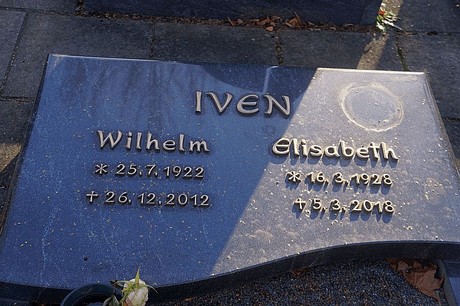 IVEN
Wilhelm
* 25.7.1922
✝ 26.12.2012
Elisabeth
* 16.3.1928
✝ 5.3.2018